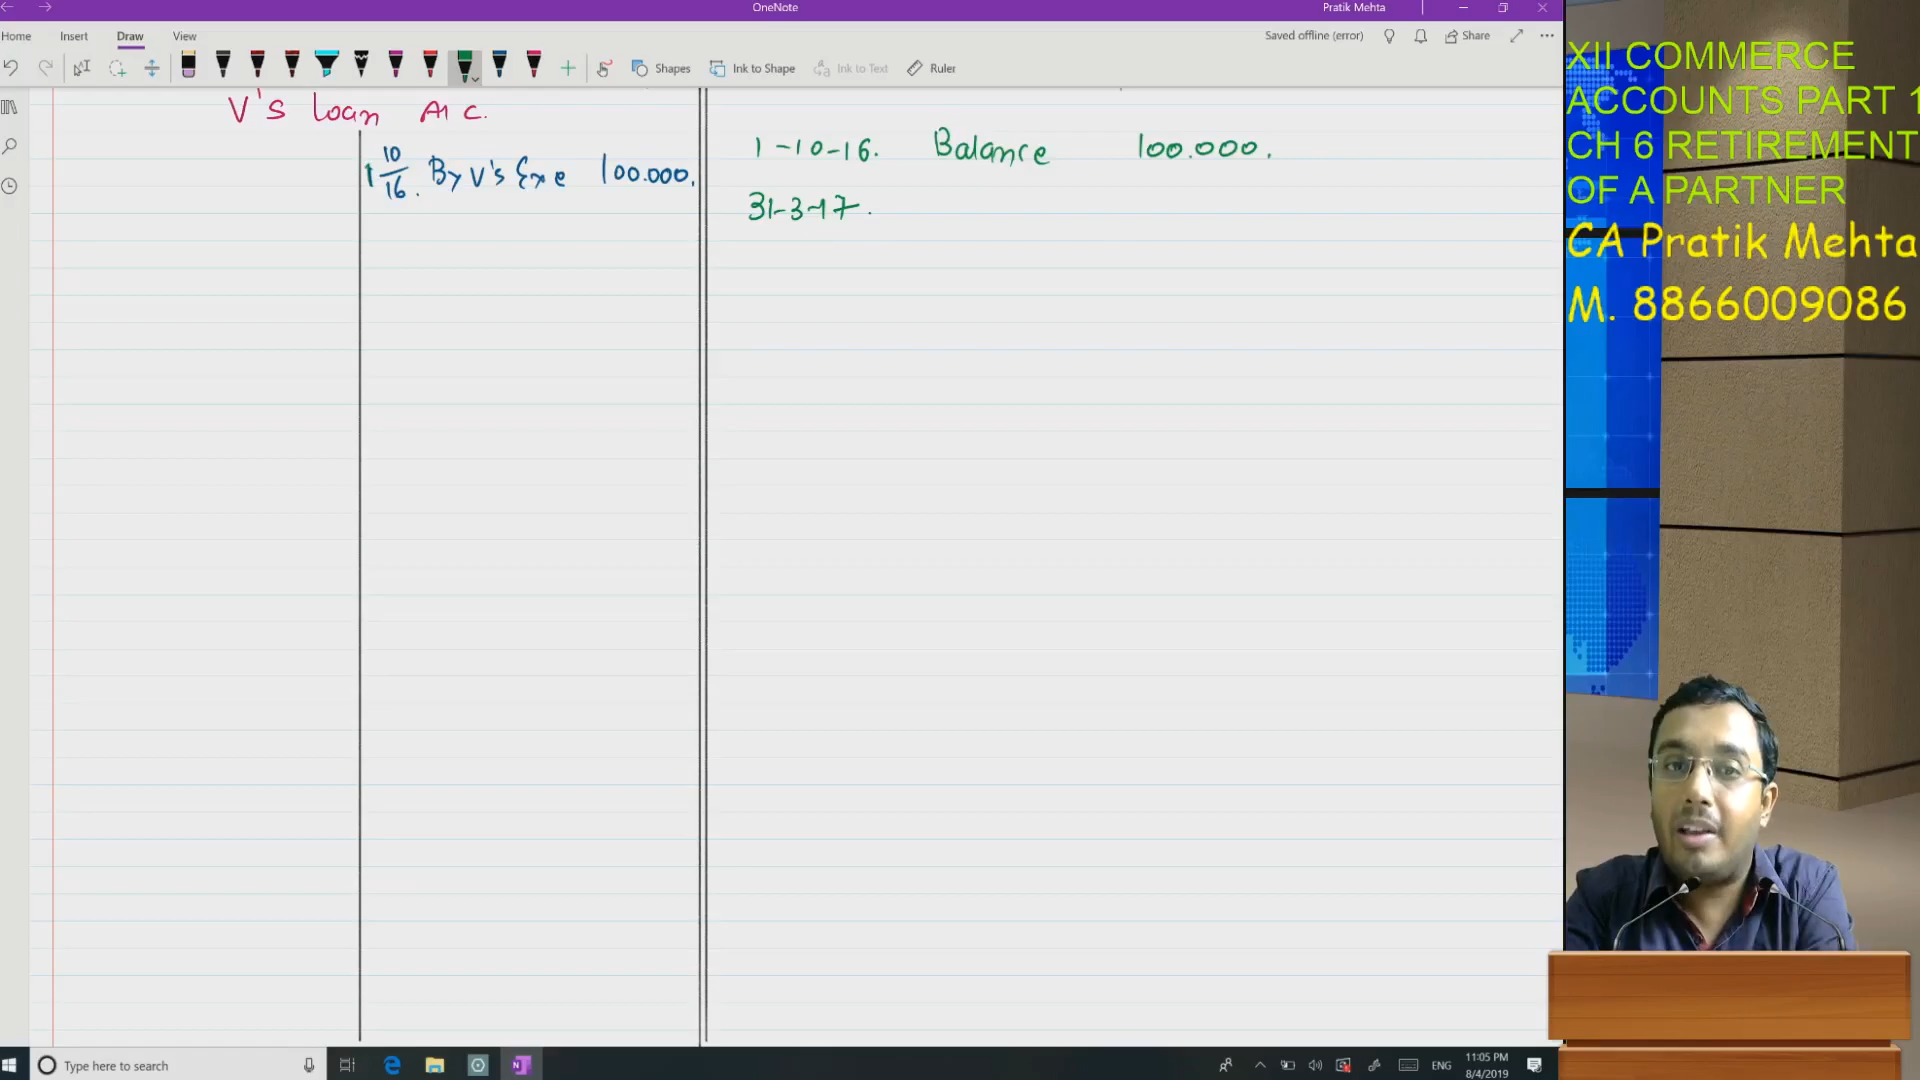 OneNote
Pratik Mehta
Home Insert Draw View
Saved offline (error)
Share
Shapes
Ink to Shape
Ink to Text
Ruler
V's loan A/c.
1 10/16. By V's Exe 100.000.
1-10-16. Balance 100.000.
31-3-17.
XII COMMERCE
ACCOUNTS PART 1
CH 6 RETIREMENT
OF A PARTNER
CA Pratik Mehta
M. 8866009086
Type here to search
ENG
11:05 PM
8/4/2019